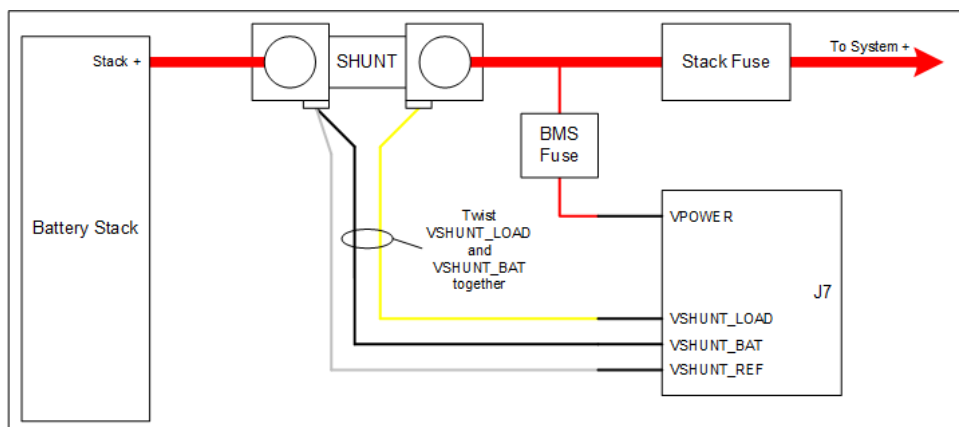 Stack +
SHUNT
Stack Fuse
To System +
BMS
Fuse
Battery Stack
Twist
VSHUNT_LOAD
and
VSHUNT_BAT
together
VPOWER
J7
VSHUNT_LOAD
VSHUNT_BAT
VSHUNT_REF